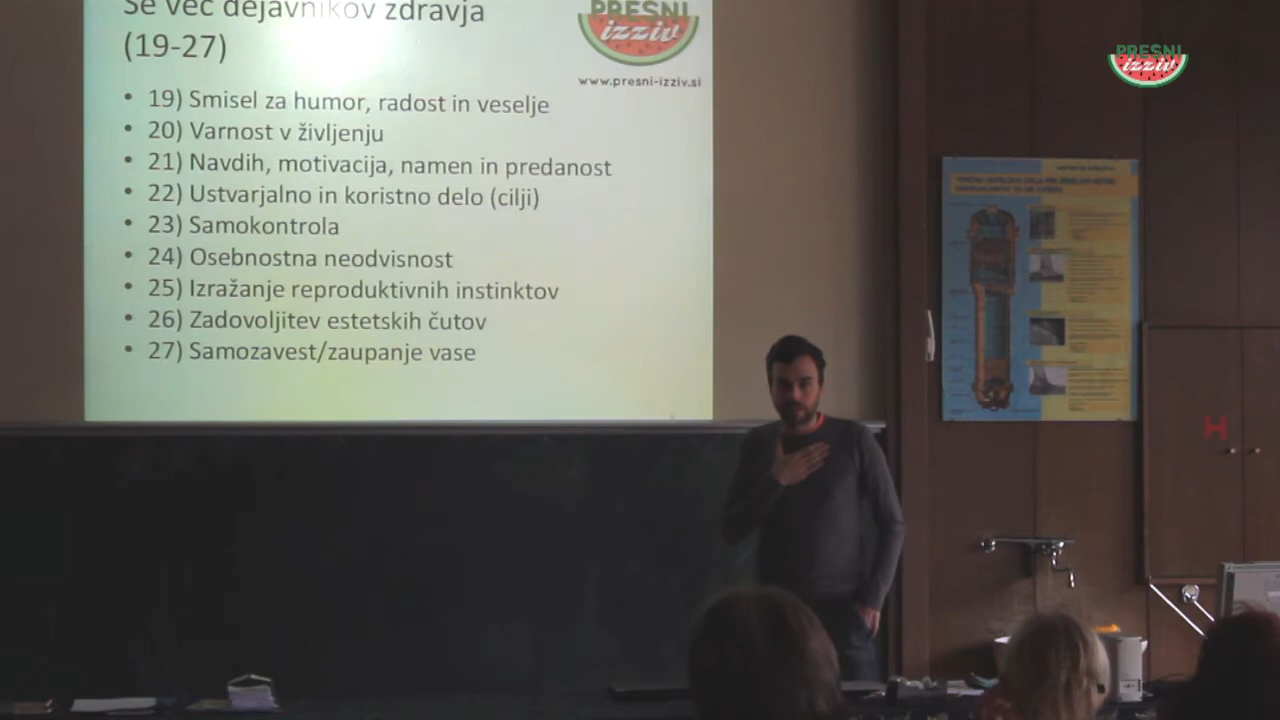 Še več dejavnikov zdravja
(19-27)
PRESNI
izziv
www.presni-izziv.si
• 19) Smisel za humor, radost in veselje
• 20) Varnost v življenju
• 21) Navdih, motivacija, namen in predanost
• 22) Ustvarjalno in koristno delo (cilji)
• 23) Samokontrola
• 24) Osebnostna neodvisnost
• 25) Izražanje reproduktivnih instinktov
• 26) Zadovoljitev estetskih čutov
• 27) Samozavest/zaupanje vase
PRESNI
izziv
H